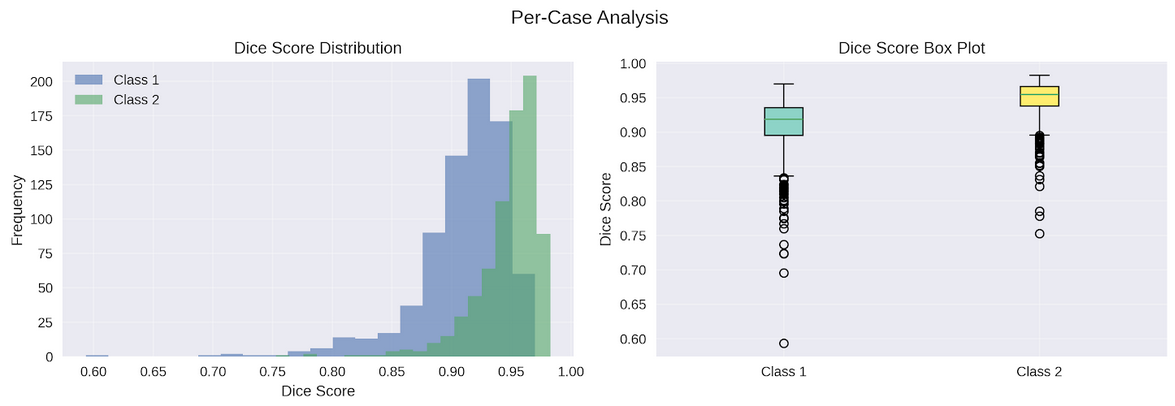 Per-Case Analysis
Dice Score Distribution
Class 1
Class 2
Frequency
200
175
150
125
100
75
50
25
0
0.60 0.65 0.70 0.75 0.80 0.85 0.90 0.95 1.00
Dice Score
Dice Score Box Plot
Dice Score
1.00
0.95
0.90
0.85
0.80
0.75
0.70
0.65
0.60
Class 1 Class 2